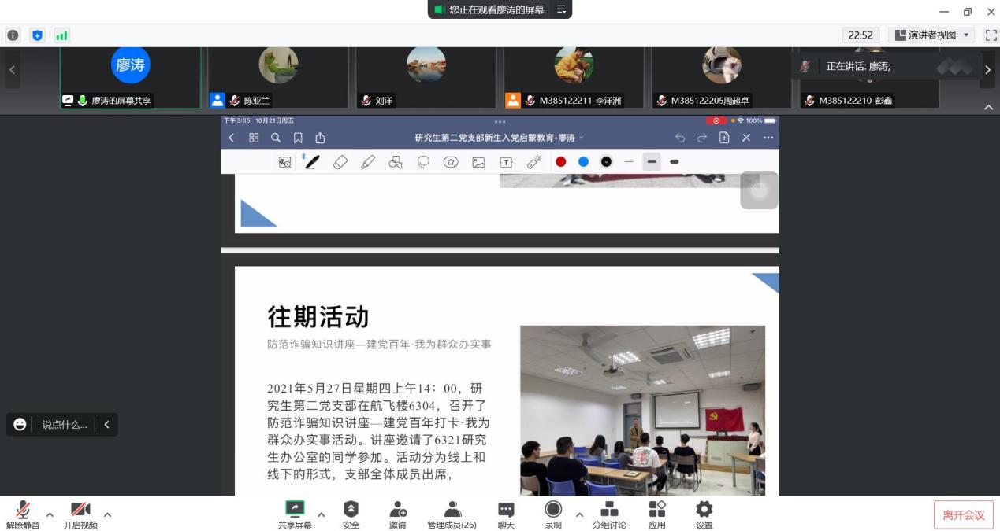 您正在观看廖涛的屏幕
22:52
演讲者视图
廖涛
廖涛的屏幕共享
陈亚兰
刘洋
M385122211-李洋洲
M385122205周超卓
M385122210-彭鑫
正在讲话: 廖涛;
下午3:35 10月21日周五
100%
研究生第二党支部新生入党启蒙教育-廖涛
往期活动
防范诈骗知识讲座—建党百年·我为群众办实事
2021年5月27日星期四上午14：00，研
究生第二党支部在航飞楼6304，召开了
防范诈骗知识讲座—建党百年打卡·我为
群众办实事活动。讲座邀请了6321研究
生办公室的同学参加。活动分为线上和
线下的形式，支部全体成员出席，
说点什么...
解除静音
开启视频
共享屏幕
安全
邀请
管理成员(26)
聊天
录制
分组讨论
应用
设置
离开会议